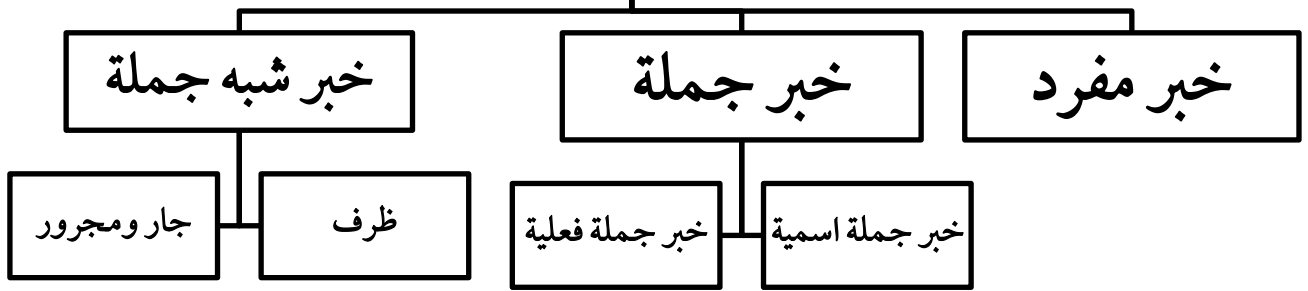 خبر مفرد
خبر جملة
خبر شبه جملة
خبر جملة اسمية
خبر جملة فعلية
ظرف
جار ومجرور